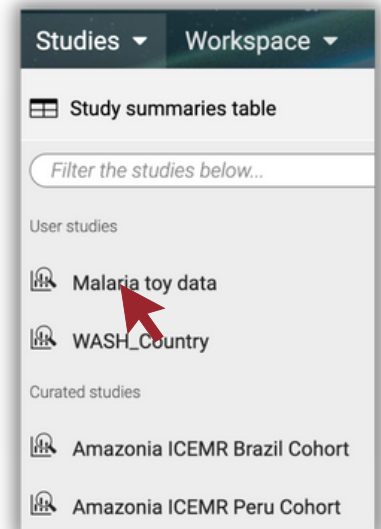 Studies Workspace
Study summaries table
Filter the studies below...
User studies
Malaria toy data
WASH_Country
Curated studies
Amazonia ICEMR Brazil Cohort
Amazonia ICEMR Peru Cohort